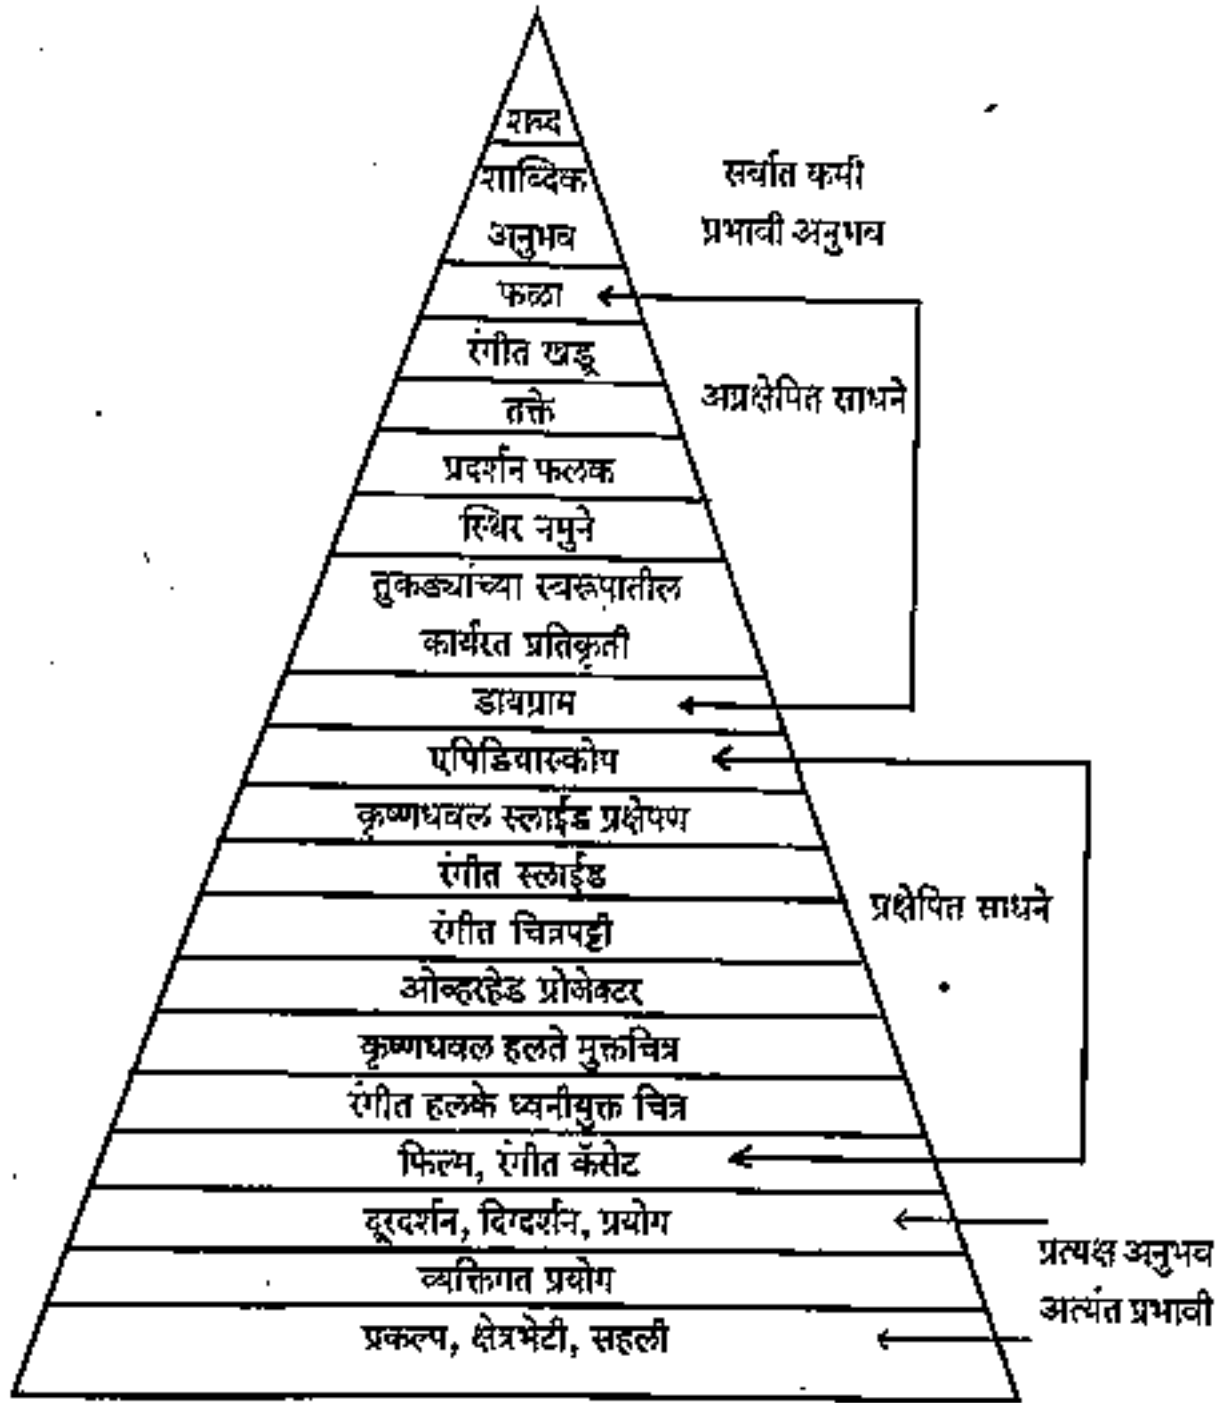 शब्द
शाब्दिक
अनुभव
सर्वात कमी
प्रभावी अनुभव
फळा
रंगीत खडू
तक्ते
अप्रक्षेपित साधने
प्रदर्शन फलक
स्थिर नमुने
तुकड्यांच्या स्वरूपातील
कार्यरत प्रतिकृती
डायग्राम
एपिडियास्कोप
कृष्णधवल स्लाईड प्रक्षेपण
रंगीत स्लाईड
प्रक्षेपित साधने
रंगीत चित्रपट्टी
ओव्हरहेड प्रोजेक्टर
कृष्णधवल हलते मुक्तचित्र
रंगीत हलके ध्वनीयुक्त चित्र
फिल्म, रंगीत कॅसेट
दूरदर्शन, दिग्दर्शन, प्रयोग
प्रत्यक्ष अनुभव
अत्यंत प्रभावी
व्यक्तिगत प्रयोग
प्रकल्प, क्षेत्रभेटी, सहली